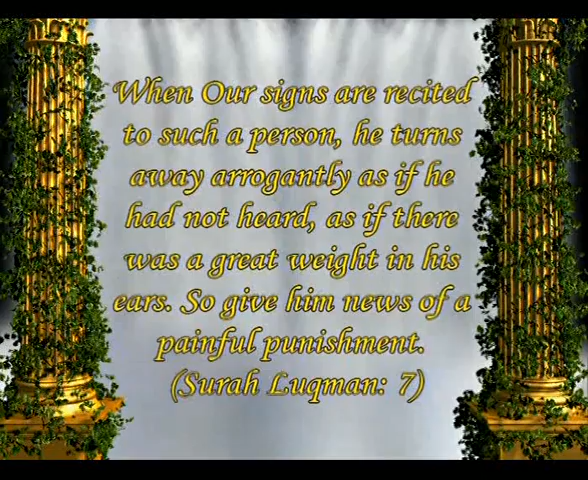 When Our signs are recited
to such a person, he turns
away arrogantly as if he
had not heard, as if there
was a great weight in his
ears. So give him news of a
painful punishment.
(Surah Luqman: 7)